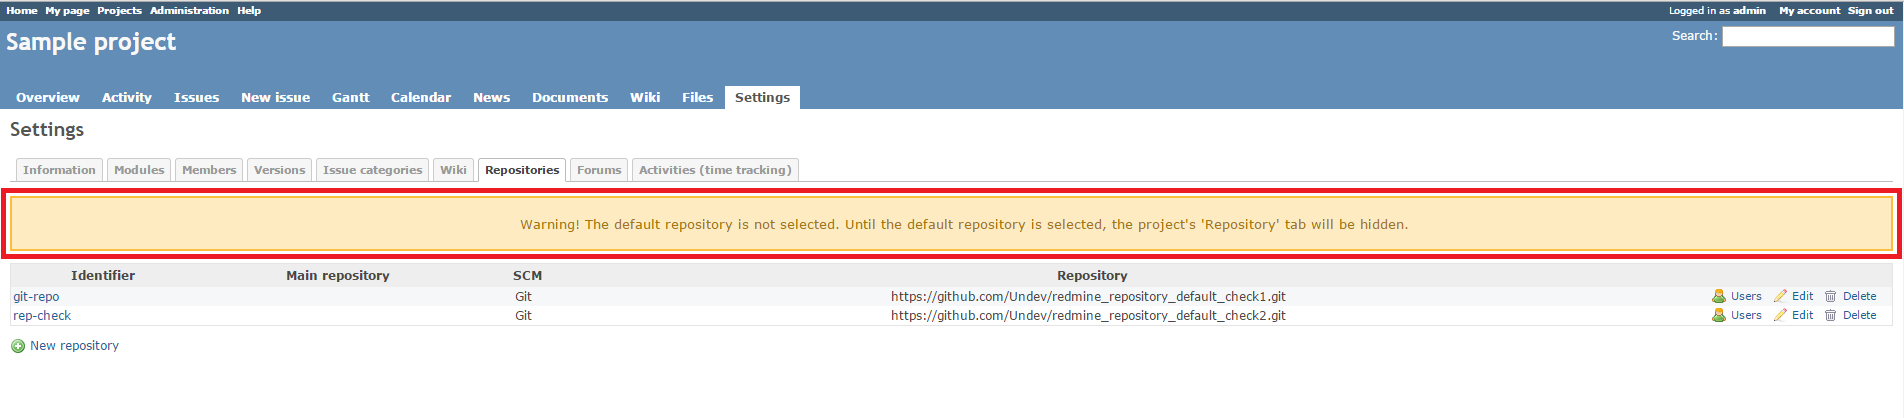 Home My page Projects Administration Help Logged in as admin My account Sign out
Sample project Search:
Overview Activity Issues New issue Gantt Calendar News Documents Wiki Files Settings
Settings
Information Modules Members Versions Issue categories Wiki Repositories Forums Activities (time tracking)
Warning! The default repository is not selected. Until the default repository is selected, the project's 'Repository' tab will be hidden.
Identifier Main repository SCM Repository
git-repo Git https://github.com/Undev/redmine_repository_default_check1.git Users Edit Delete
rep-check Git https://github.com/Undev/redmine_repository_default_check2.git Users Edit Delete
New repository